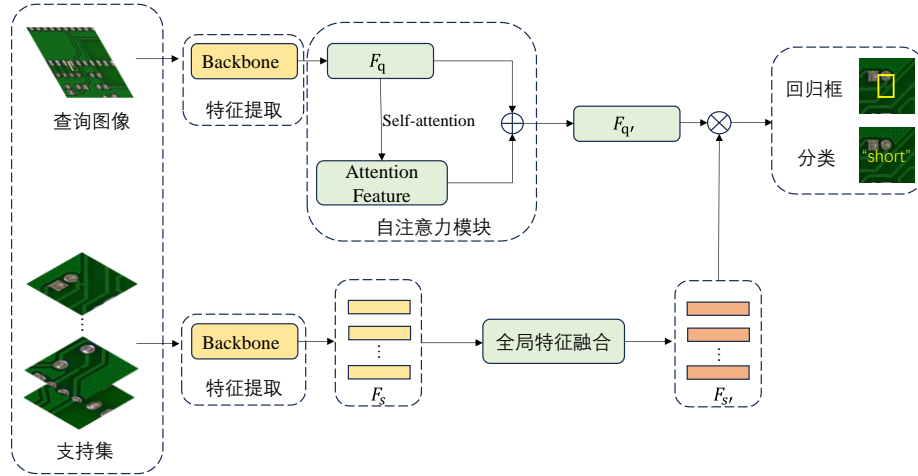 查询图像
Backbone
特征提取
F_q
Self-attention
Attention
Feature
自注意力模块
F_q′
回归框
分类
“short”
支持集
Backbone
特征提取
F_s
全局特征融合
F_s′